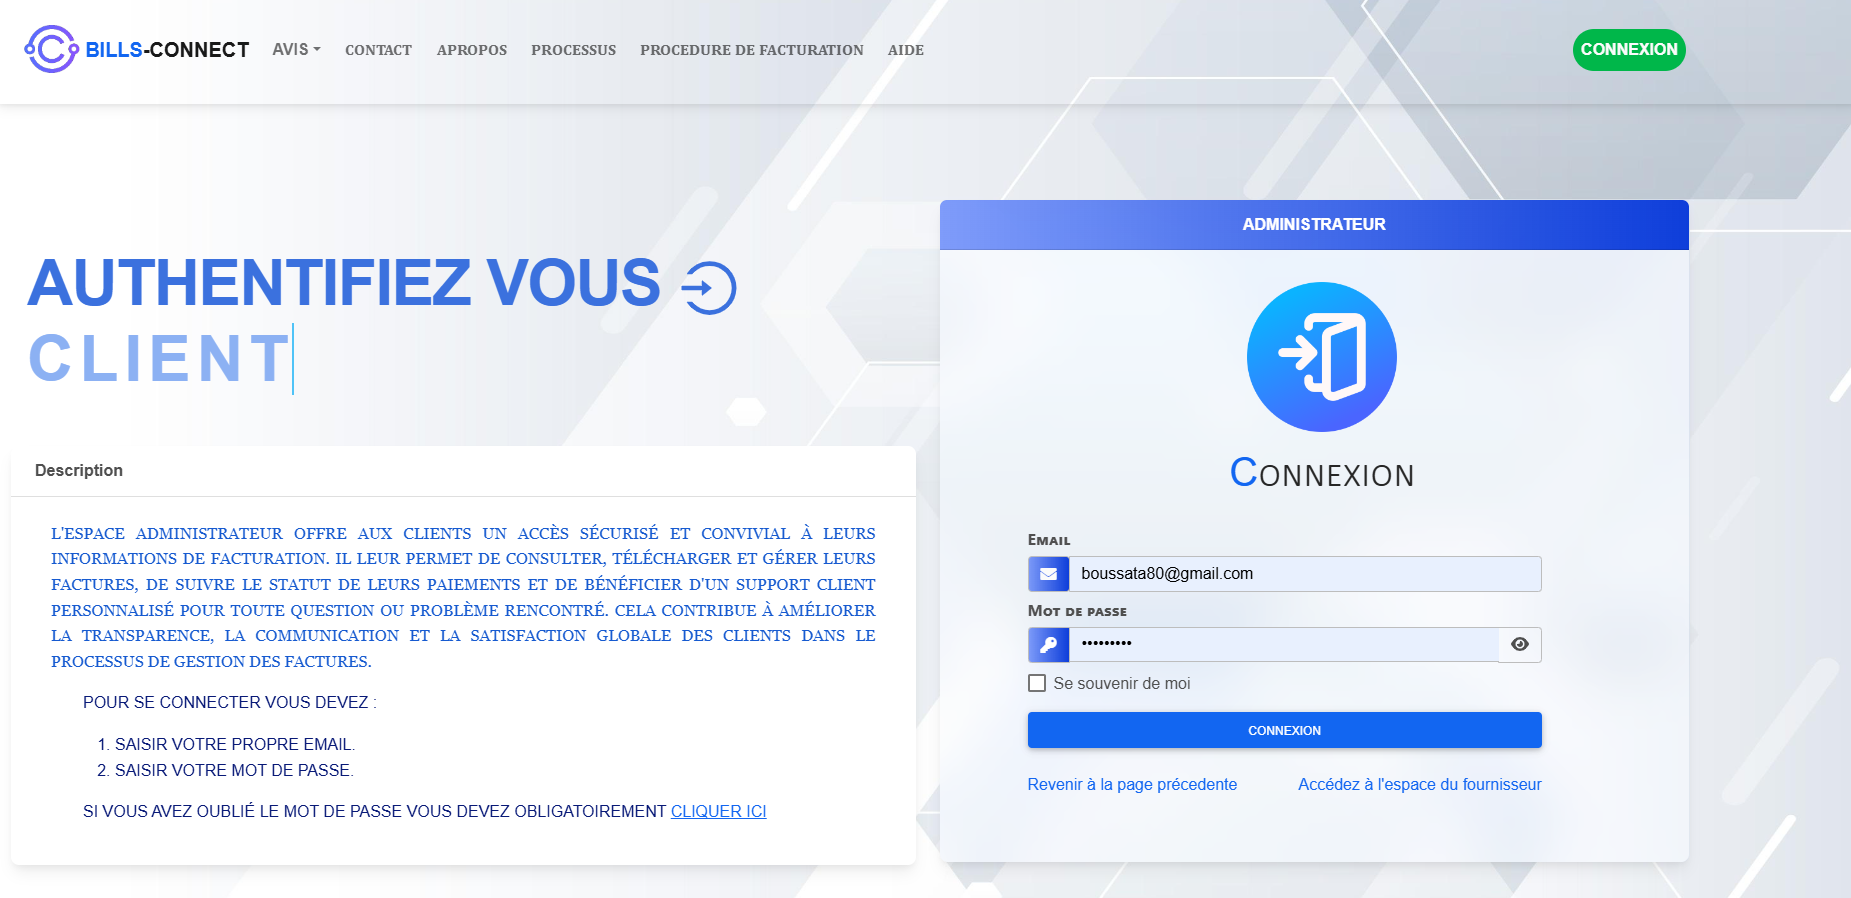 BILLS-CONNECT AVIS CONTACT APROPOS PROCESSUS PROCEDURE DE FACTURATION AIDE CONNEXION
AUTHENTIFIEZ VOUS
CLIENT
Description
L'ESPACE ADMINISTRATEUR OFFRE AUX CLIENTS UN ACCÈS SÉCURISÉ ET CONVIVIAL À LEURS
INFORMATIONS DE FACTURATION. IL LEUR PERMET DE CONSULTER, TÉLÉCHARGER ET GÉRER LEURS
FACTURES, DE SUIVRE LE STATUT DE LEURS PAIEMENTS ET DE BÉNÉFICIER D'UN SUPPORT CLIENT
PERSONNALISÉ POUR TOUTE QUESTION OU PROBLÈME RENCONTRÉ. CELA CONTRIBUE À AMÉLIORER
LA TRANSPARENCE, LA COMMUNICATION ET LA SATISFACTION GLOBALE DES CLIENTS DANS LE
PROCESSUS DE GESTION DES FACTURES.
POUR SE CONNECTER VOUS DEVEZ :
1. SAISIR VOTRE PROPRE EMAIL.
2. SAISIR VOTRE MOT DE PASSE.
SI VOUS AVEZ OUBLIÉ LE MOT DE PASSE VOUS DEVEZ OBLIGATOIREMENT CLIQUER ICI
ADMINISTRATEUR
CONNEXION
EMAIL
boussata80@gmail.com
MOT DE PASSE
•••••••••
Se souvenir de moi
CONNEXION
Revenir à la page précedente
Accédez à l'espace du fournisseur